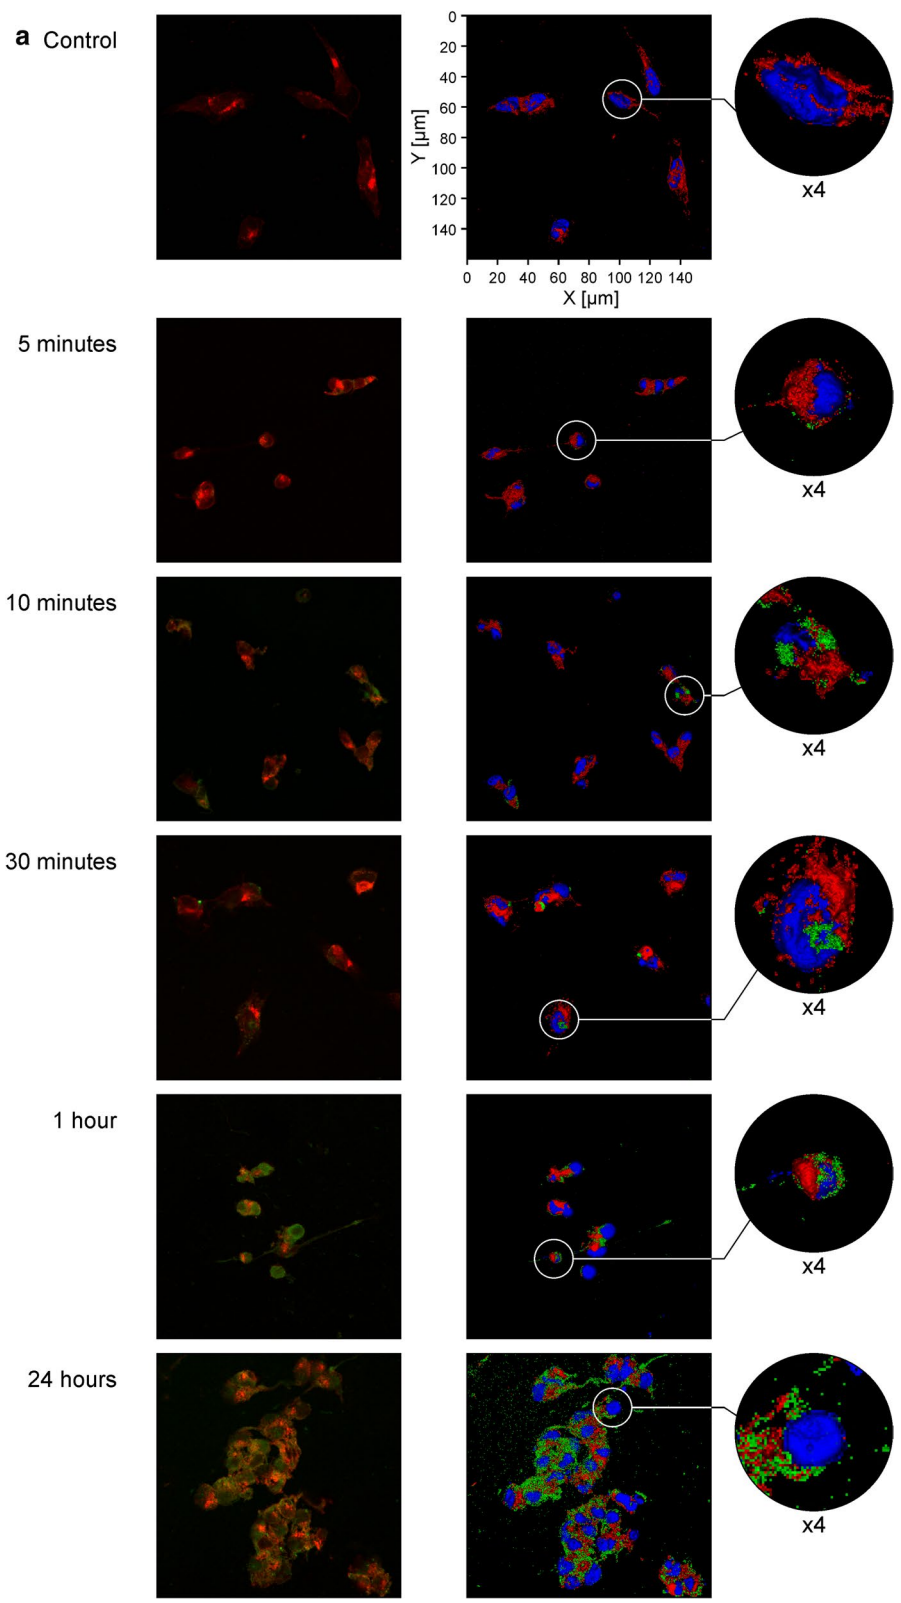 a Control
0
20
40
60
80
100
120
140
Y [µm]
0 20 40 60 80 100 120 140
X [µm]
x4
5 minutes
x4
10 minutes
x4
30 minutes
x4
1 hour
x4
24 hours
x4